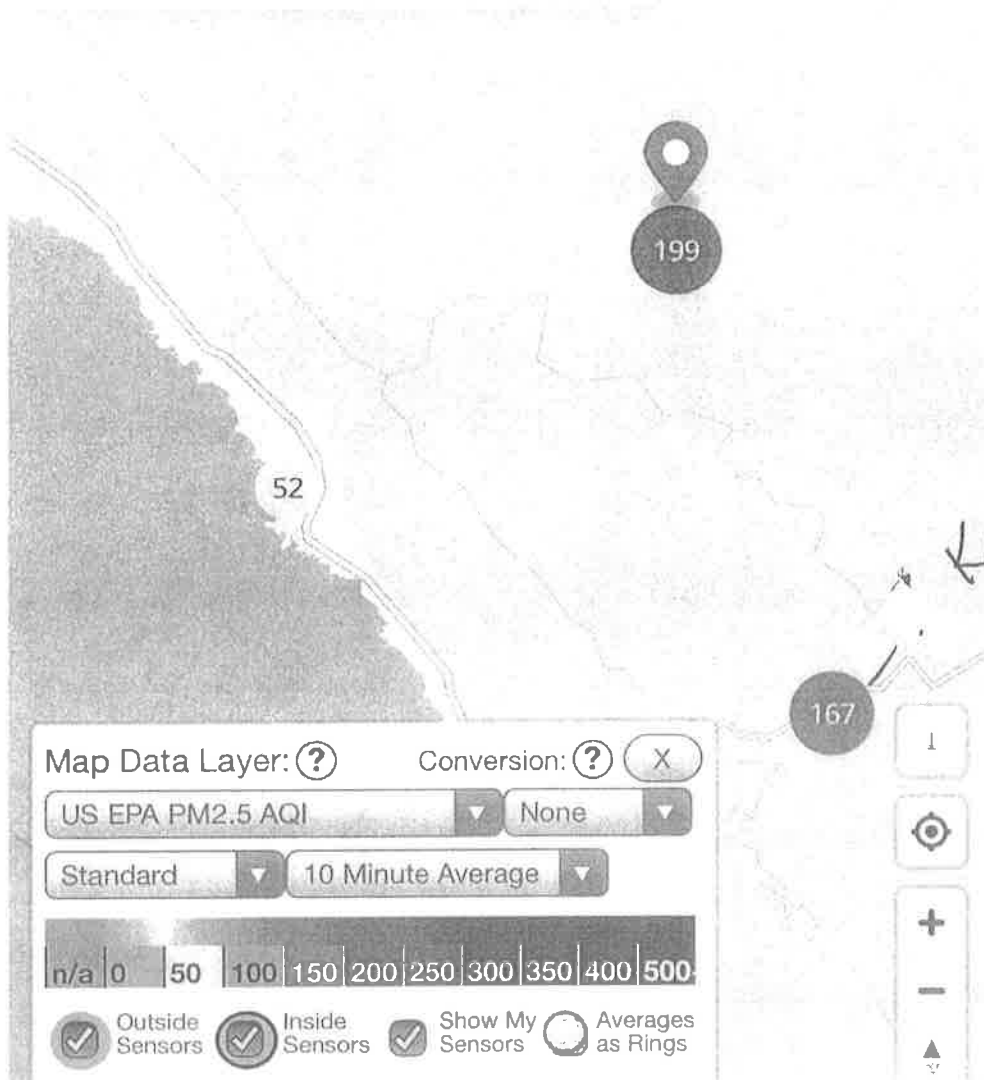 199
52
167
Map Data Layer: ? Conversion: ? X
US EPA PM2.5 AQI None
Standard 10 Minute Average
n/a 0 50 100 150 200 250 300 350 400 500+
Outside Sensors Inside Sensors Show My Sensors Averages as Rings